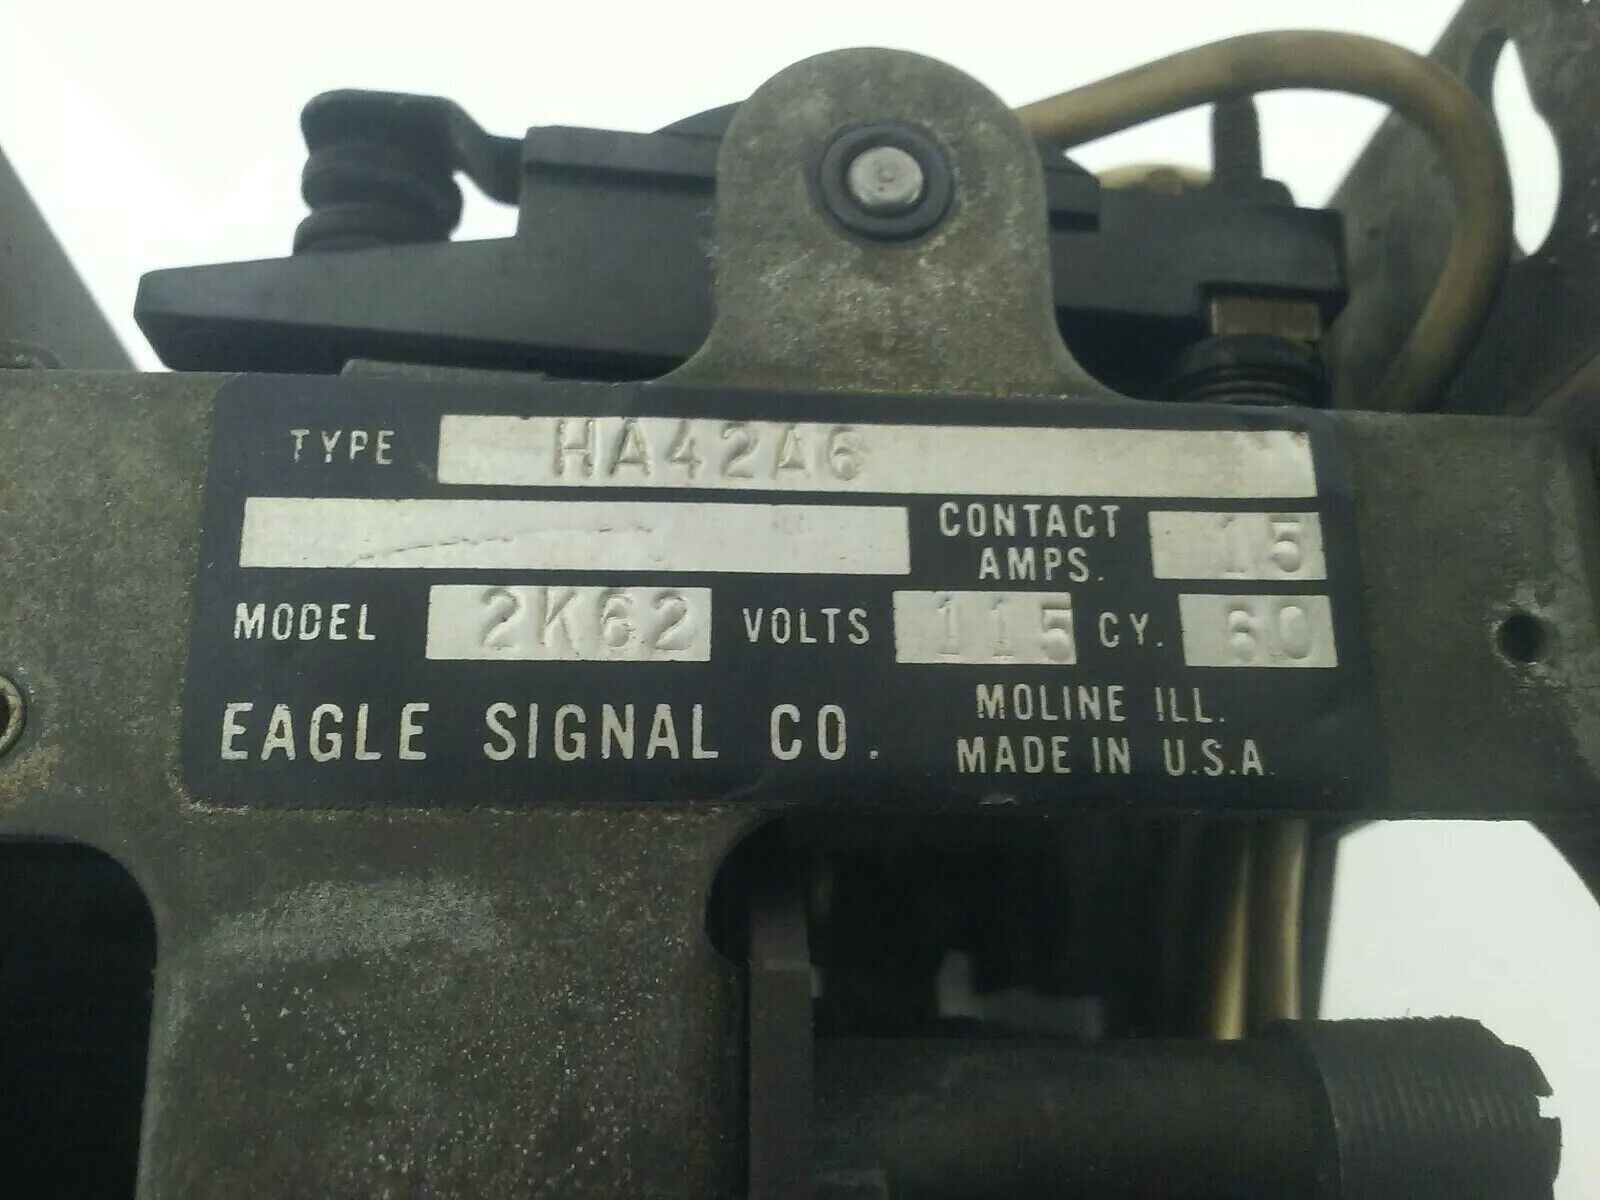 TYPE HA42A6
CONTACT
AMPS. 15
MODEL 2K62 VOLTS 115 CY. 60
EAGLE SIGNAL CO.
MOLINE ILL.
MADE IN U.S.A.